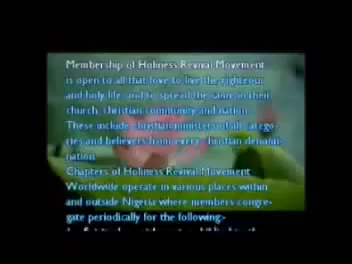 Membership of Holiness Revival Movement
is open to all that love to live the righteous
and holy life and to spread the same in their
church, christian community and nation.
These include christian ministers of all catego-
ries and believers from every christian denomi-
nation.
Chapters of Holiness Revival Movement
Worldwide operate in various places within
and outside Nigeria where members congre-
gate periodically for the following:-